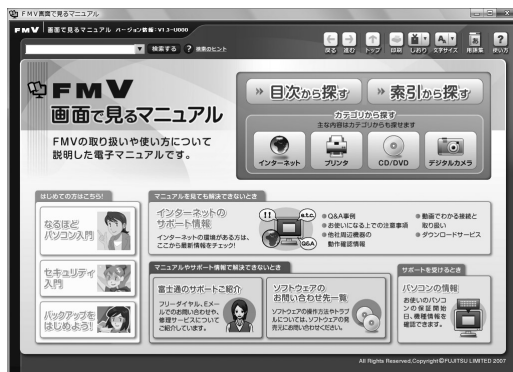 FMV画面で見るマニュアル
FMV 画面で見るマニュアル バージョン情報：V1.3-U000
検索する ? 検索のヒント
戻る 進む トップ 印刷 しおり 文字サイズ 用語集 使い方
FMV
画面で見るマニュアル
FMVの取り扱いや使い方について
説明した電子マニュアルです。
目次から探す
索引から探す
カテゴリから探す
主な内容はカテゴリからも探せます
インターネット プリンタ CD/DVD デジタルカメラ
はじめての方はこちら!
なるほど
パソコン入門
セキュリティ
入門
バックアップを
はじめよう!
マニュアルを見ても解決できないとき
インターネットの
サポート情報
インターネットの環境がある方は、
ここから最新情報をチェック!
!! e.t.c. Q&A
●Q&A事例
●お使いになる上での注意事項
●他社周辺機器の
動作確認情報
●動画でわかる接続と
取り扱い
●ダウンロードサービス
マニュアルやサポート情報で解決できないとき
富士通のサポートご紹介
フリーダイヤル、Eメー
ルでのお問い合わせや、
修理サービスについて
ご紹介しています。
ソフトウェアの
お問い合わせ先一覧
ソフトウェアの操作方法やトラブ
ルについては、ソフトウェアの発
売元にお問い合わせください。
サポートを受けるとき
パソコンの情報
お使いのパソコ
ンの保証開始
日、機種情報を
確認できます。
All Rights Reserved,Copyright©FUJITSU LIMITED 2007